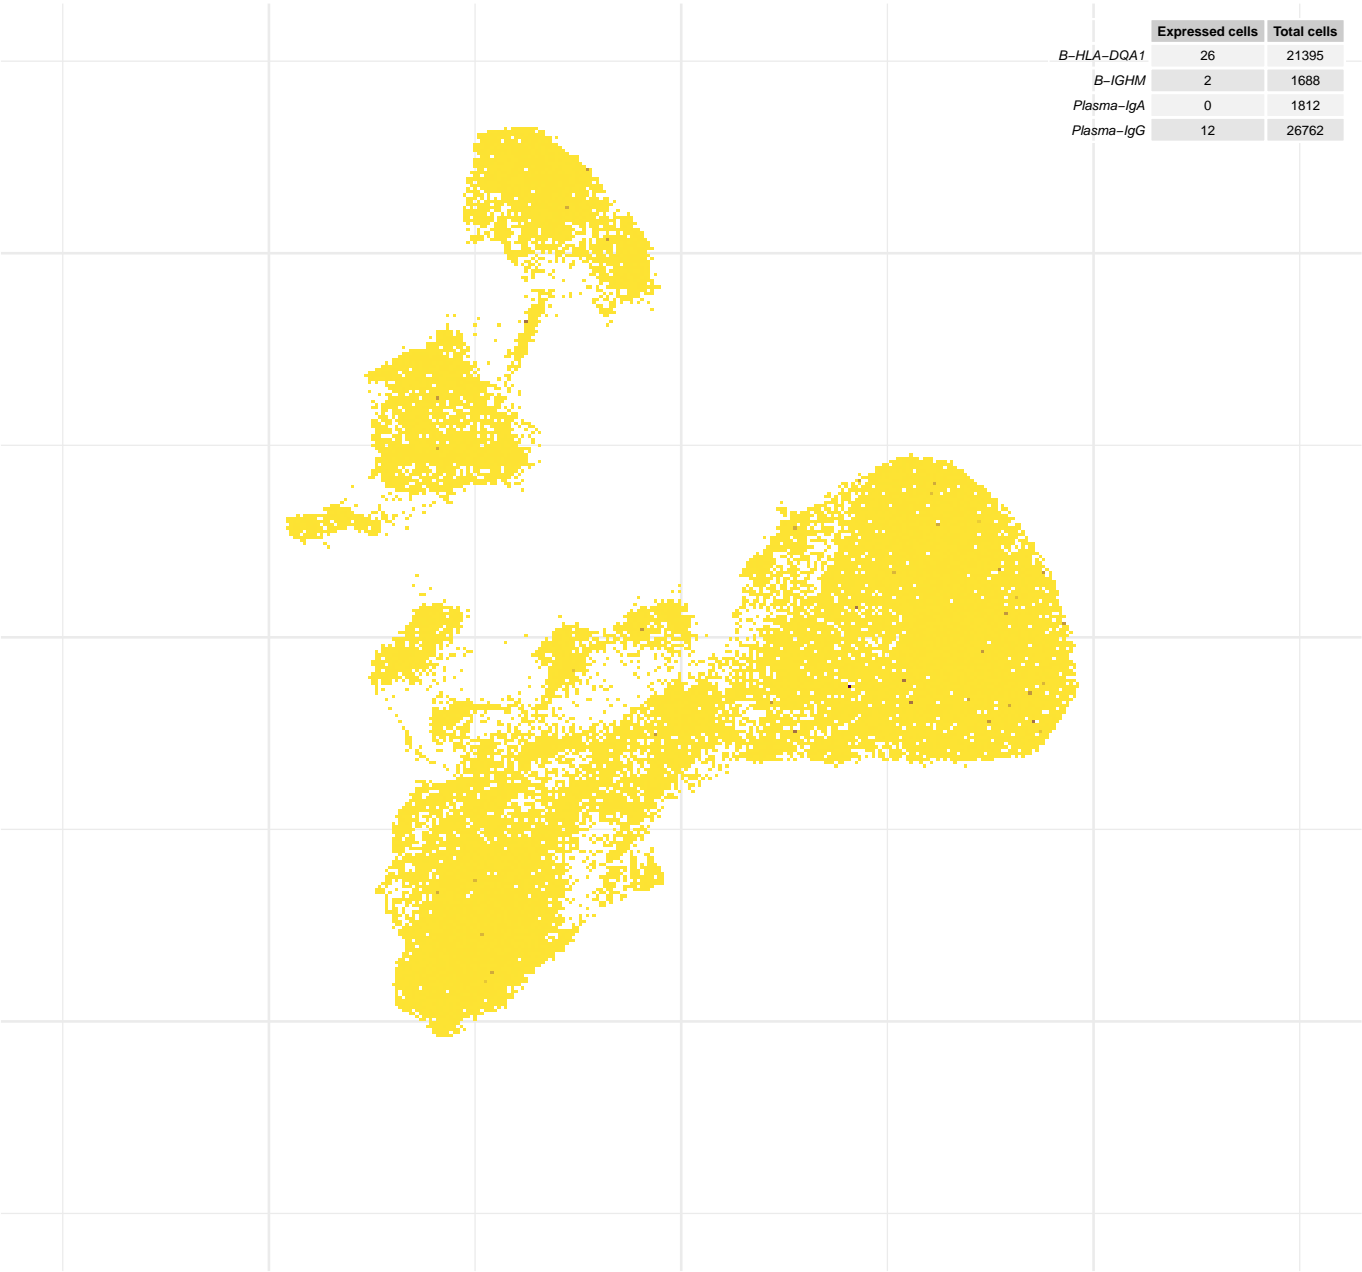 Expressed cells Total cells
B−HLA−DQA1 26 21395
B−IGHM 2 1688
Plasma−IgA 0 1812
Plasma−IgG 12 26762